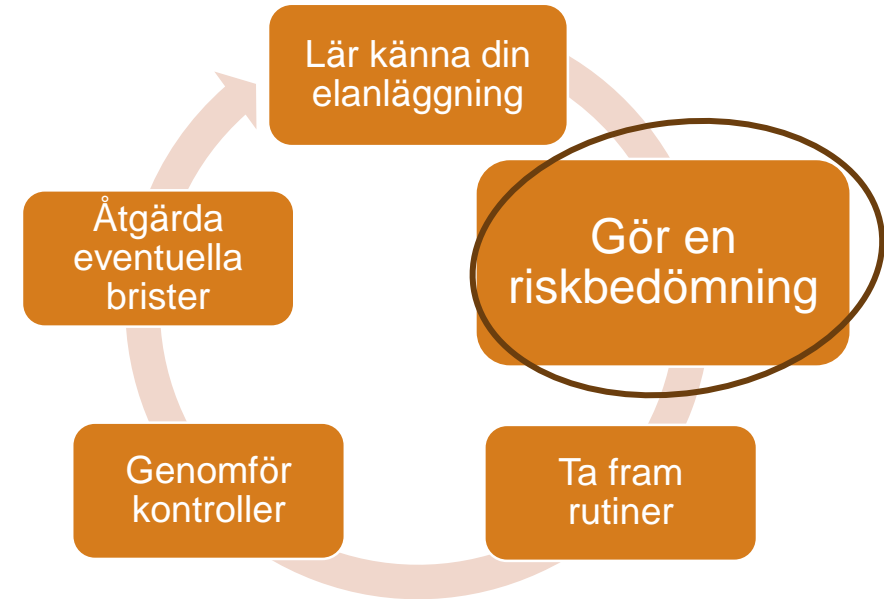 Lär känna din
elanläggning
Gör en
riskbedömning
Ta fram
rutiner
Genomför
kontroller
Åtgärda
eventuella
brister